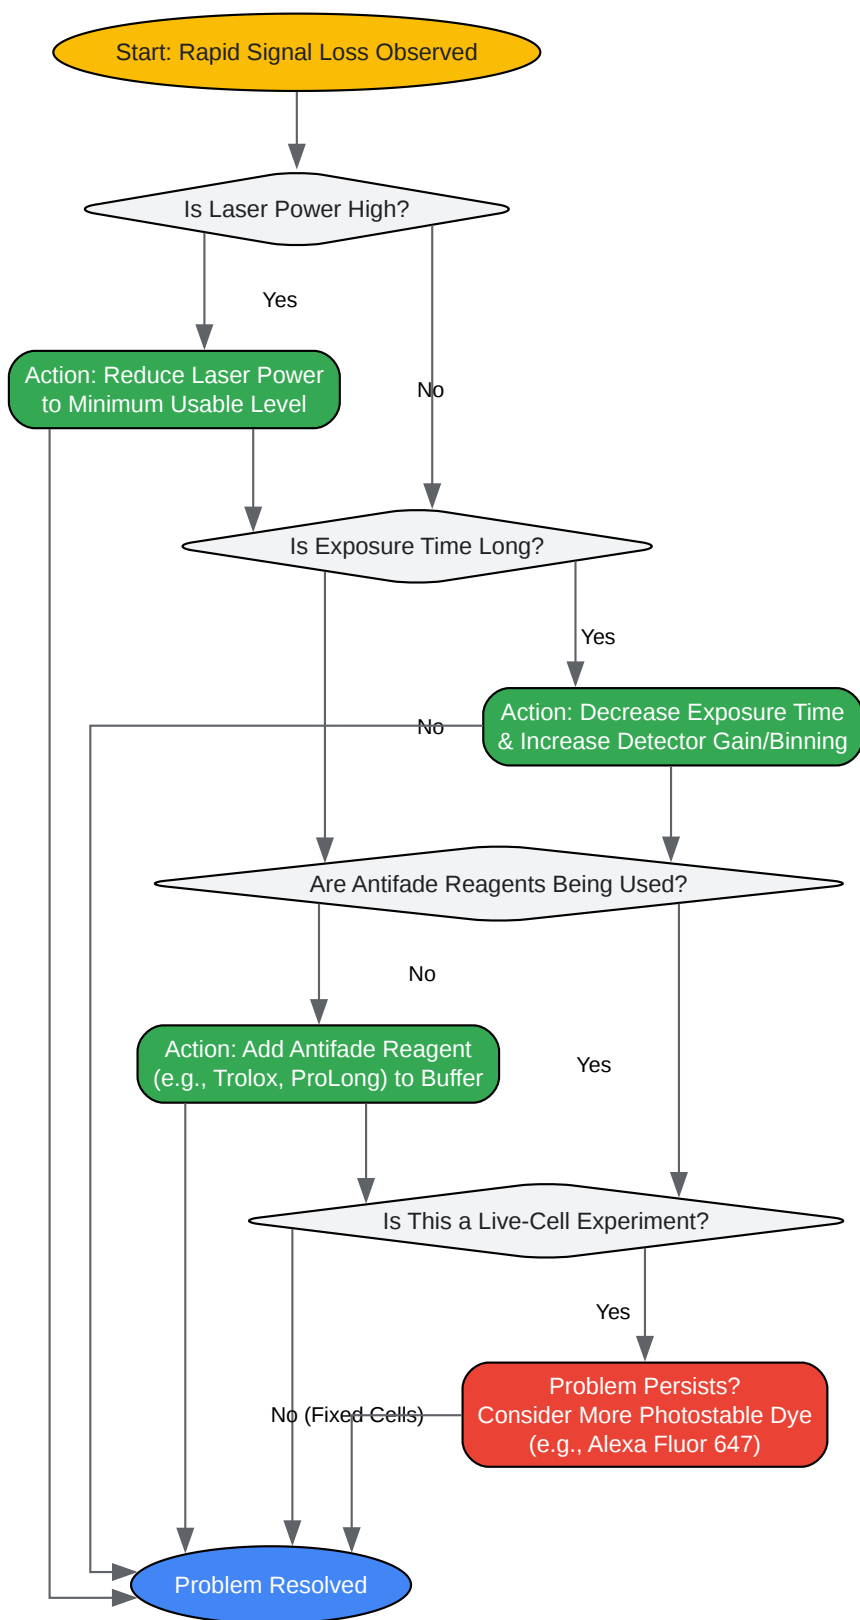 Start: Rapid Signal Loss Observed
Is Laser Power High?
Yes
Action: Reduce Laser Power
to Minimum Usable Level
No
Is Exposure Time Long?
Yes
Action: Decrease Exposure Time
& Increase Detector Gain/Binning
No
Are Antifade Reagents Being Used?
No
Action: Add Antifade Reagent
(e.g., Trolox, ProLong) to Buffer
Yes
Is This a Live-Cell Experiment?
Yes
Problem Persists?
Consider More Photostable Dye
(e.g., Alexa Fluor 647)
No (Fixed Cells)
Problem Resolved